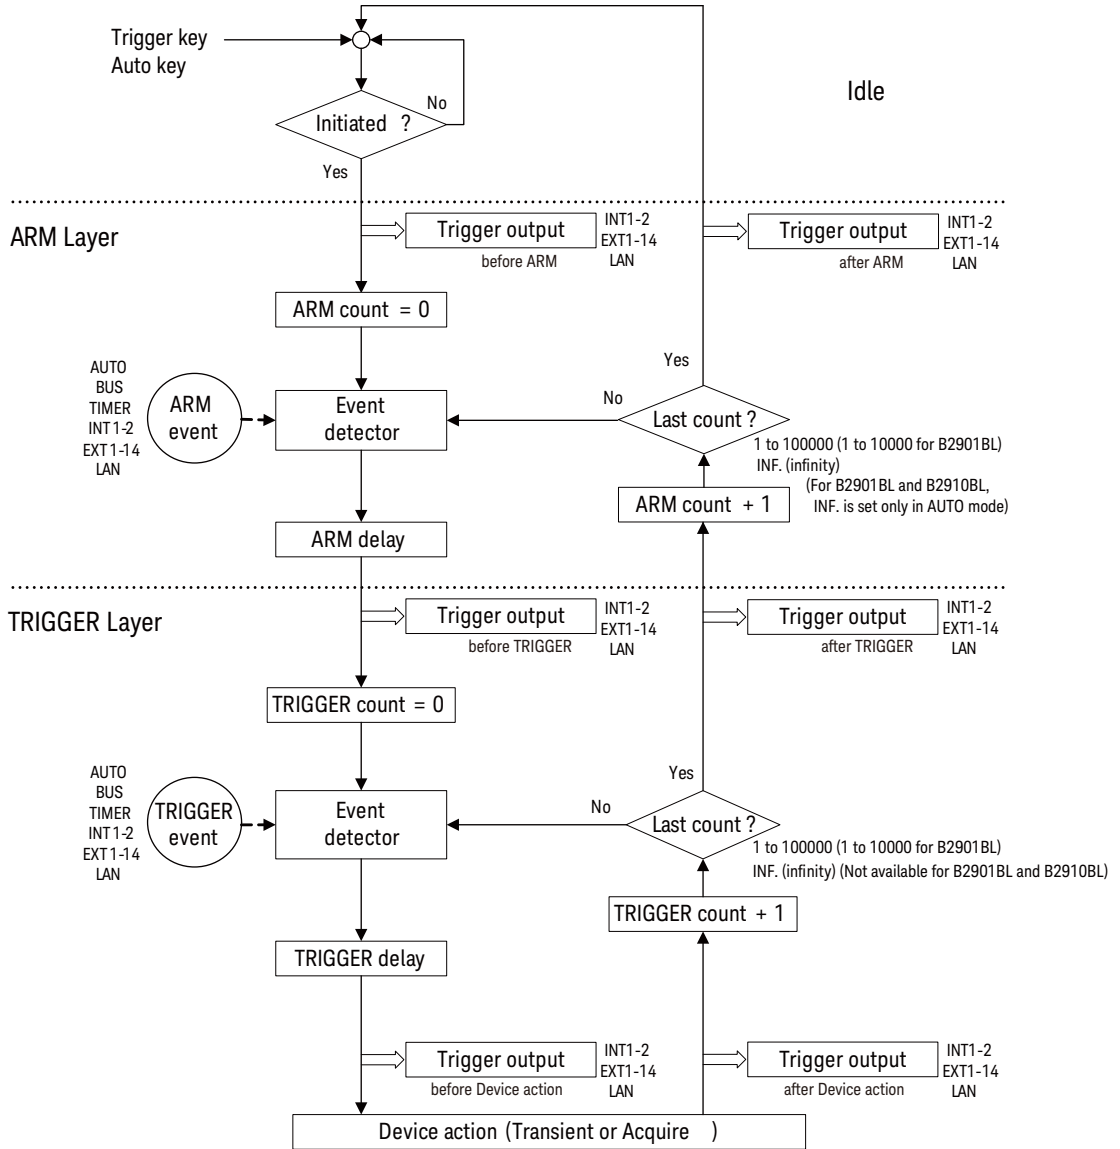 Trigger key
Auto key
Idle
No
Initiated ?
Yes
ARM Layer
Trigger output
before ARM
INT1-2
EXT1-14
LAN
Trigger output
after ARM
INT1-2
EXT1-14
LAN
ARM count = 0
AUTO
BUS
TIMER
INT1-2
EXT1-14
LAN
ARM
event
Event
detector
Yes
No
Last count ?
1 to 100000 (1 to 10000 for B2901BL)
INF. (infinity)
(For B2901BL and B2910BL,
INF. is set only in AUTO mode)
ARM count + 1
ARM delay
TRIGGER Layer
Trigger output
before TRIGGER
INT1-2
EXT1-14
LAN
Trigger output
after TRIGGER
INT1-2
EXT1-14
LAN
TRIGGER count = 0
AUTO
BUS
TIMER
INT1-2
EXT1-14
LAN
TRIGGER
event
Event
detector
Yes
No
Last count ?
1 to 100000 (1 to 10000 for B2901BL)
INF. (infinity) (Not available for B2901BL and B2910BL)
TRIGGER count + 1
TRIGGER delay
Trigger output
before Device action
INT1-2
EXT1-14
LAN
Trigger output
after Device action
INT1-2
EXT1-14
LAN
Device action (Transient or Acquire )